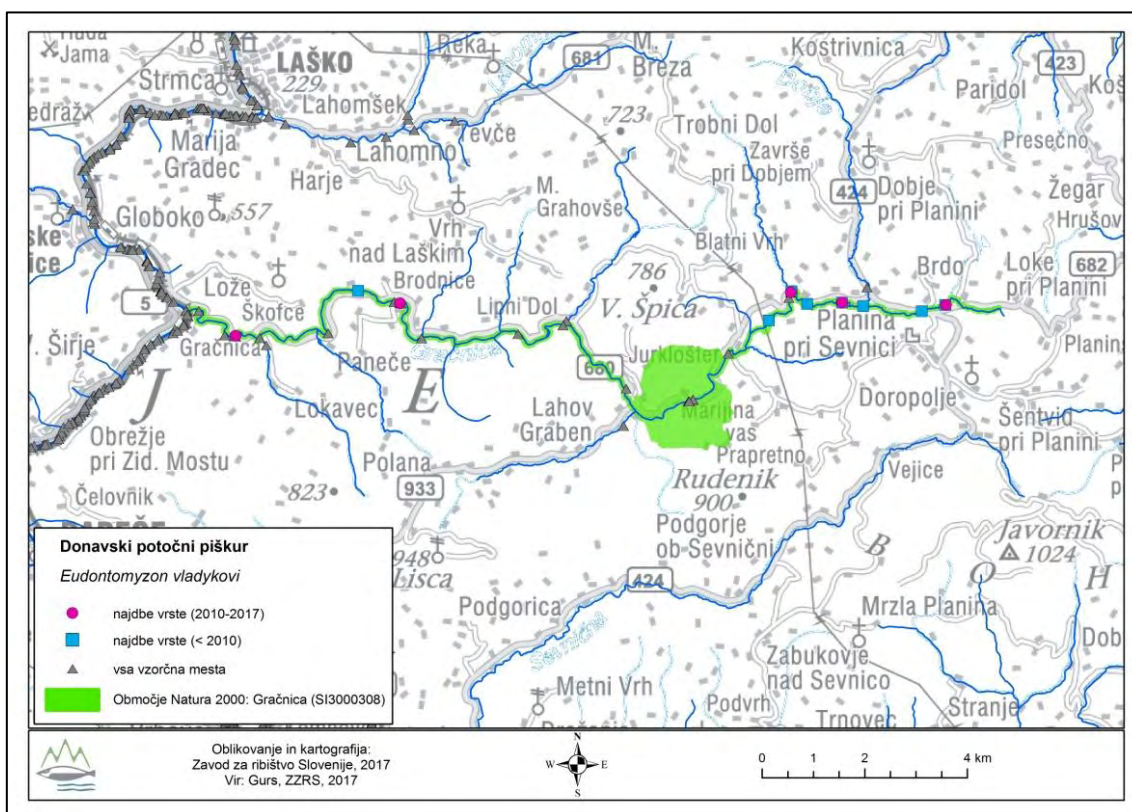 Jama
Strmca
LAŠKO
229
Reka
681
M.
Breza
Kostrivnica
423
Paridol
Lahomšek
723
Trobni Dol
Presečno
Marija
Gradec
Lahomno
Tevče
Završe
pri Dobjem
424
Dobje
pri Planini
Žegar
Harje
M.
Grahovše
Globoko
557
Vrh
nad Laškim
Blatni Vrh
Brdo
Loke
pri Planini
682
5
Lože
Škofce
Brodnice
Lipni Dol
786
V. Špica
Gračnica
Paneče
Planina
pri Sevnici
Šírje
J
E
Jurklošter
Lokavec
Lahov
Graben
Marijina
vas
Doropolje
Šentvid
pri Planini
Obrežje
pri Zid. Mostu
Polana
Prapretno
Vejice
Čelovnik
823
933
Rudenik
900
Podgorje
ob Sevnični
Javornik
1024
B
O
H
948
Lisca
424
Podgorica
Mrzla Planina
Sevnična
Zabukovje
nad Sevnico
Metni Vrh
Podvrh
Trnovec
Stranje
Donavski potočni piškur
Eudontomyzon vladykovi
najdbe vrste (2010-2017)
najdbe vrste (< 2010)
vsa vzorčna mesta
Območje Natura 2000: Gračnica (SI3000308)
Oblikovanje in kartografija:
Zavod za ribištvo Slovenije, 2017
Vir: Gurs, ZZRS, 2017
N
W E
S
0 1 2 4 km